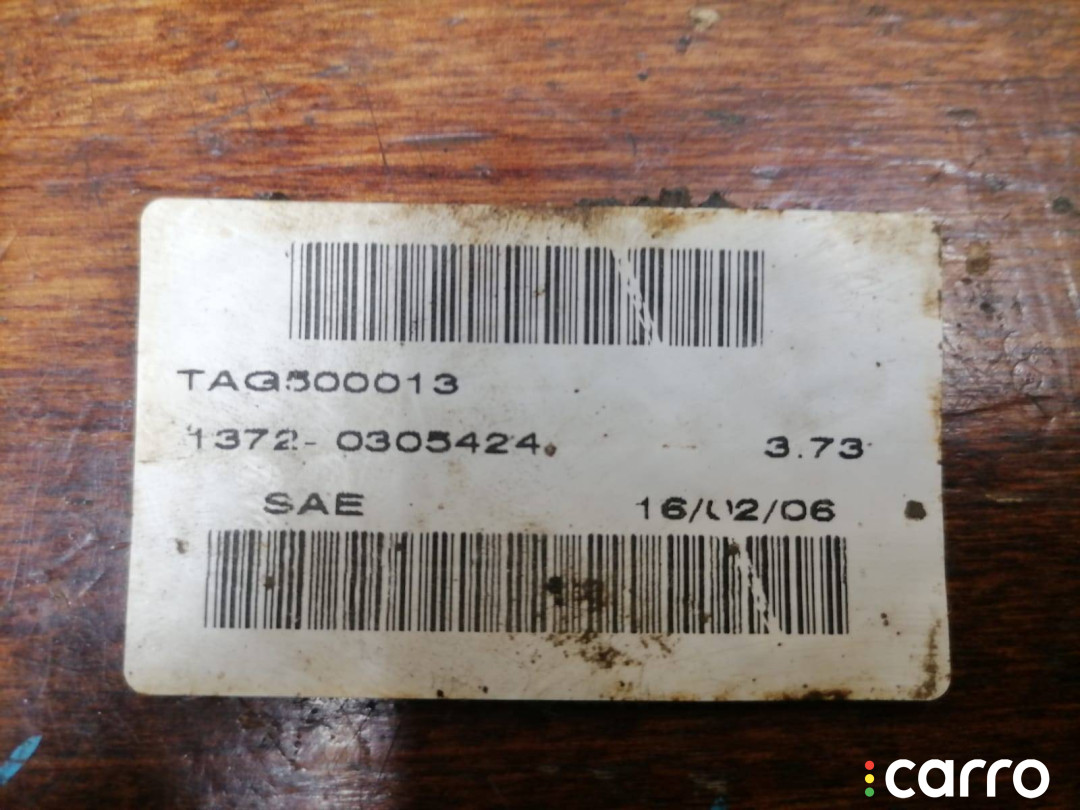 TAG500013
1372- 0305424 3.73
SAE 16/02/06
carro